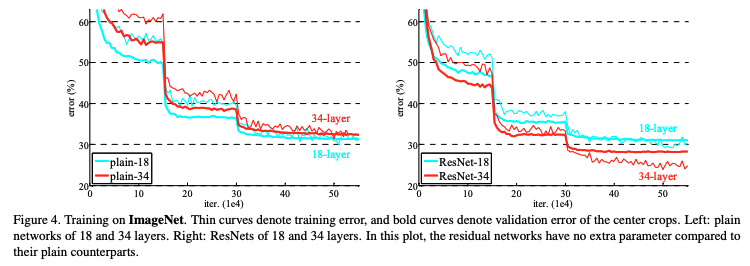 60
50
40
30
20
error (%)
34-layer
18-layer
plain-18
plain-34
0
10
20
30
40
50
iter. (1e4)
60
50
40
30
20
error (%)
18-layer
34-layer
ResNet-18
ResNet-34
0
10
20
30
40
50
iter. (1e4)
Figure 4. Training on ImageNet. Thin curves denote training error, and bold curves denote validation error of the center crops. Left: plain
networks of 18 and 34 layers. Right: ResNets of 18 and 34 layers. In this plot, the residual networks have no extra parameter compared to
their plain counterparts.